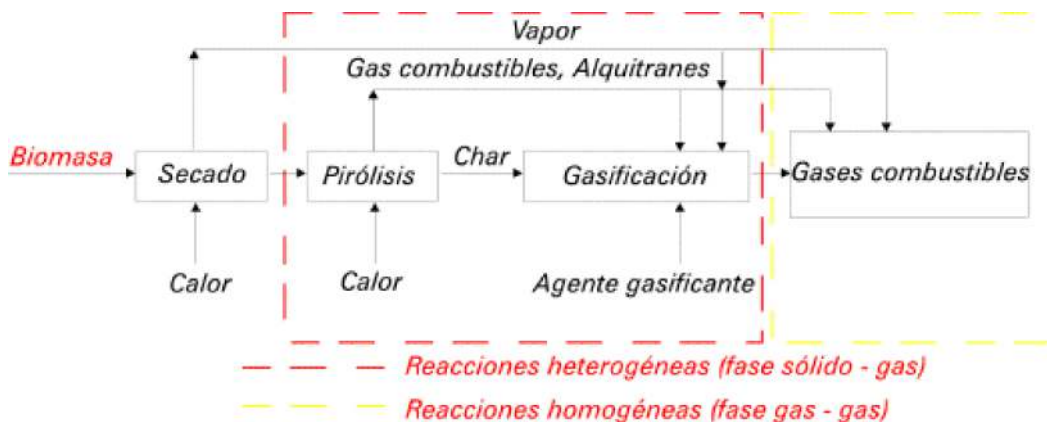 Vapor
Gas combustibles, Alquitranes
Biomasa
Secado
Pirólisis
Char
Gasificación
Gases combustibles
Calor
Calor
Agente gasificante
Reacciones heterogéneas (fase sólido - gas)
Reacciones homogéneas (fase gas - gas)